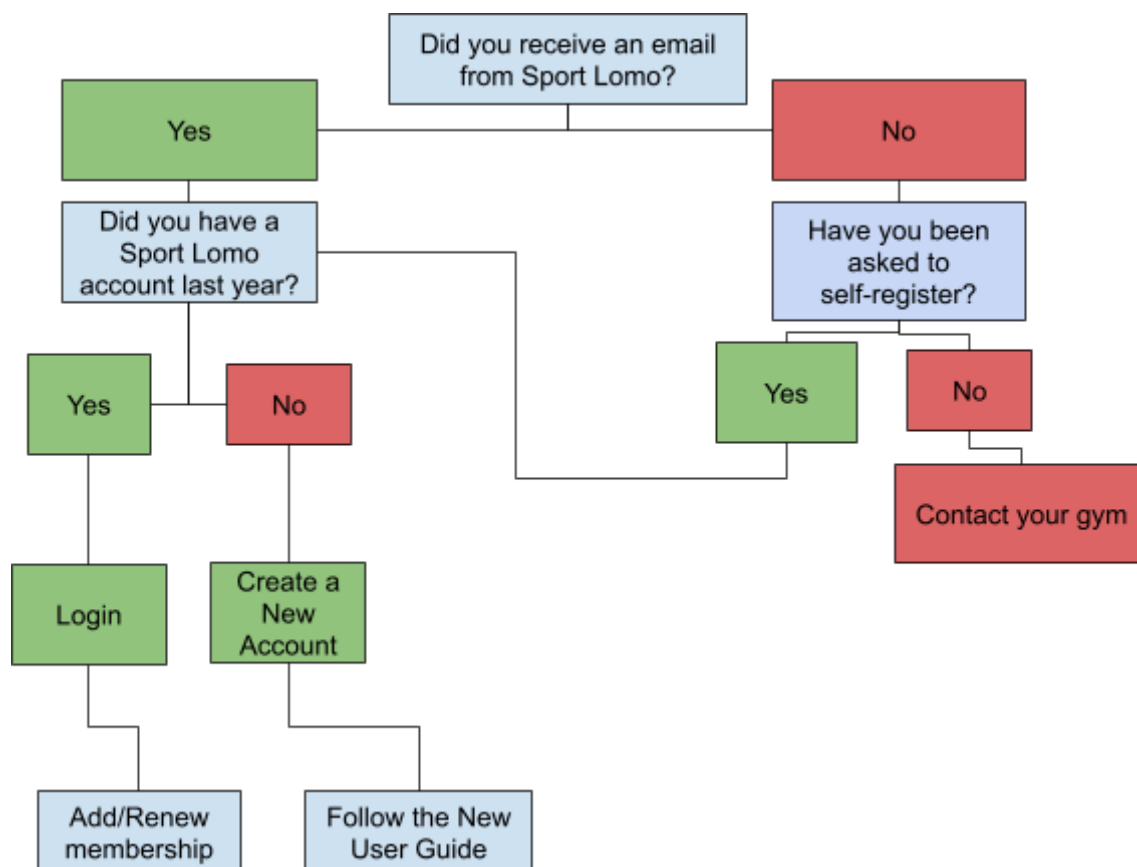 Did you receive an email
from Sport Lomo?
Yes
No
Did you have a
Sport Lomo
account last year?
Have you been
asked to
self-register?
Yes
No
Yes
No
Contact your gym
Login
Create a
New
Account
Add/Renew
membership
Follow the New
User Guide